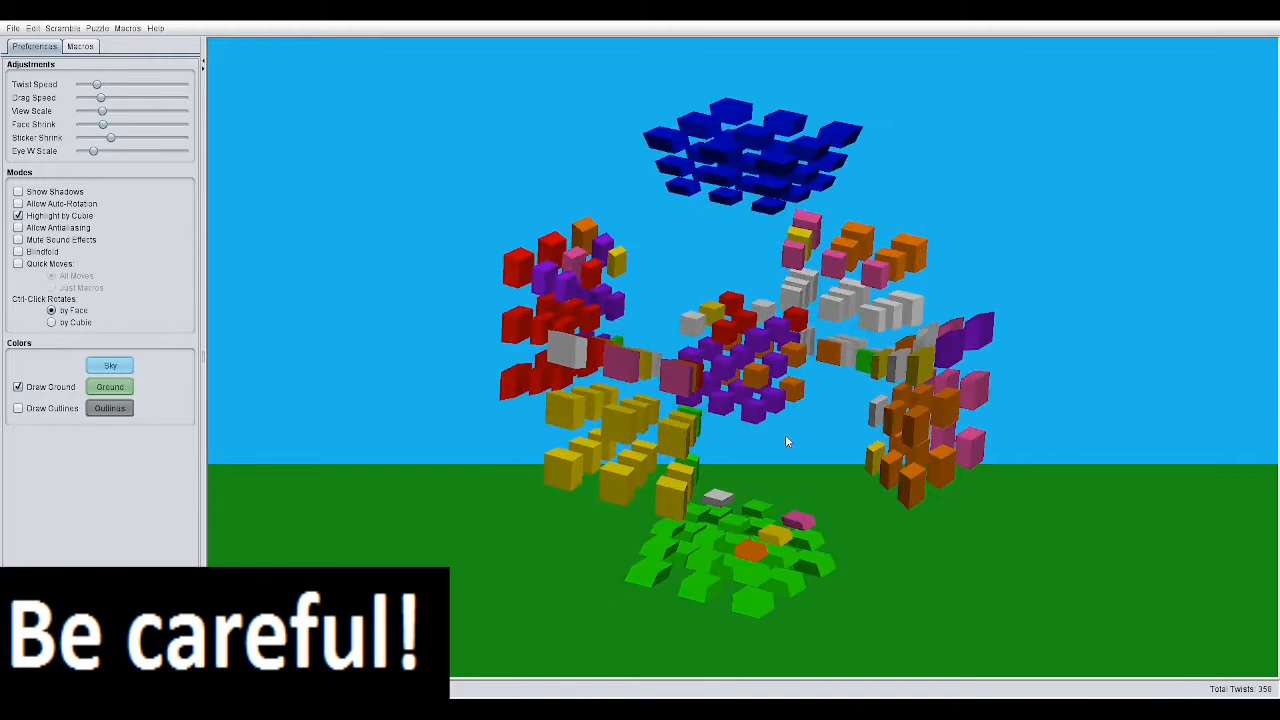 File Edit Scramble Puzzle Macros Help
Preferences Macros
Adjustments
Twist Speed
Drag Speed
View Scale
Face Shrink
Sticker Shrink
Eye W Scale
Modes
Show Shadows
Allow Auto-Rotation
Highlight by Cubie
Allow Antialiasing
Mute Sound Effects
Blindfold
Quick Moves:
All Moves
Just Macros
Ctrl-Click Rotates:
by Face
by Cubie
Colors
Sky
Draw Ground Ground
Draw Outlines Outlines
Be careful!
Total Twists: 358